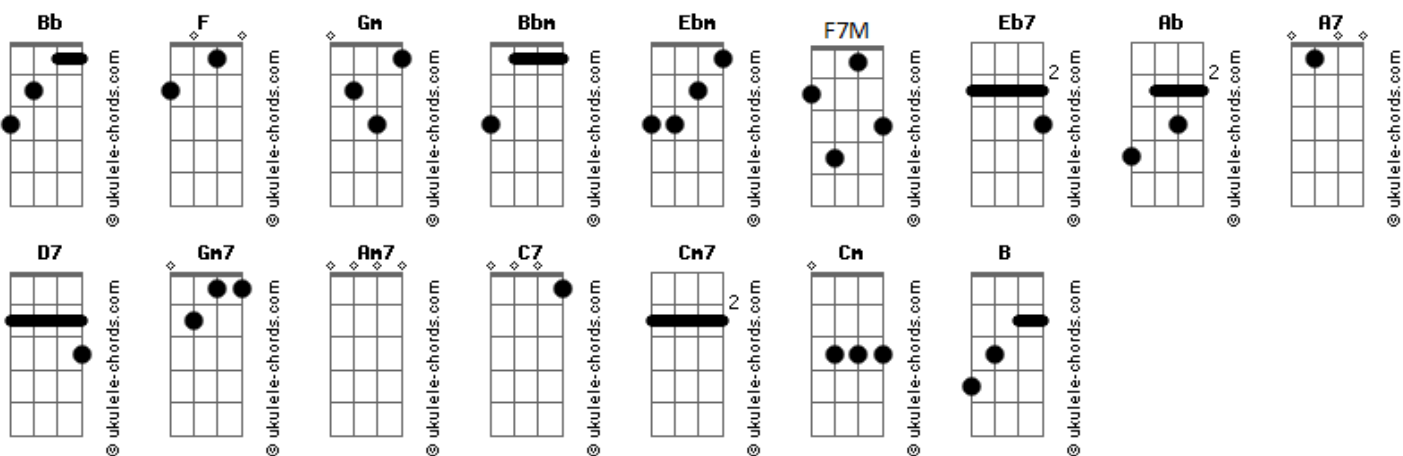 Bb F Gm Bbm Ebm F7M Eb7 Ab A7
2 2
© ukulele-chords.com © ukulele-chords.com © ukulele-chords.com © ukulele-chords.com © ukulele-chords.com © ukulele-chords.com © ukulele-chords.com © ukulele-chords.com © ukulele-chords.com
D7 Gm7 Am7 C7 Cm7 Cm B
2
© ukulele-chords.com © ukulele-chords.com © ukulele-chords.com © ukulele-chords.com © ukulele-chords.com © ukulele-chords.com © ukulele-chords.com